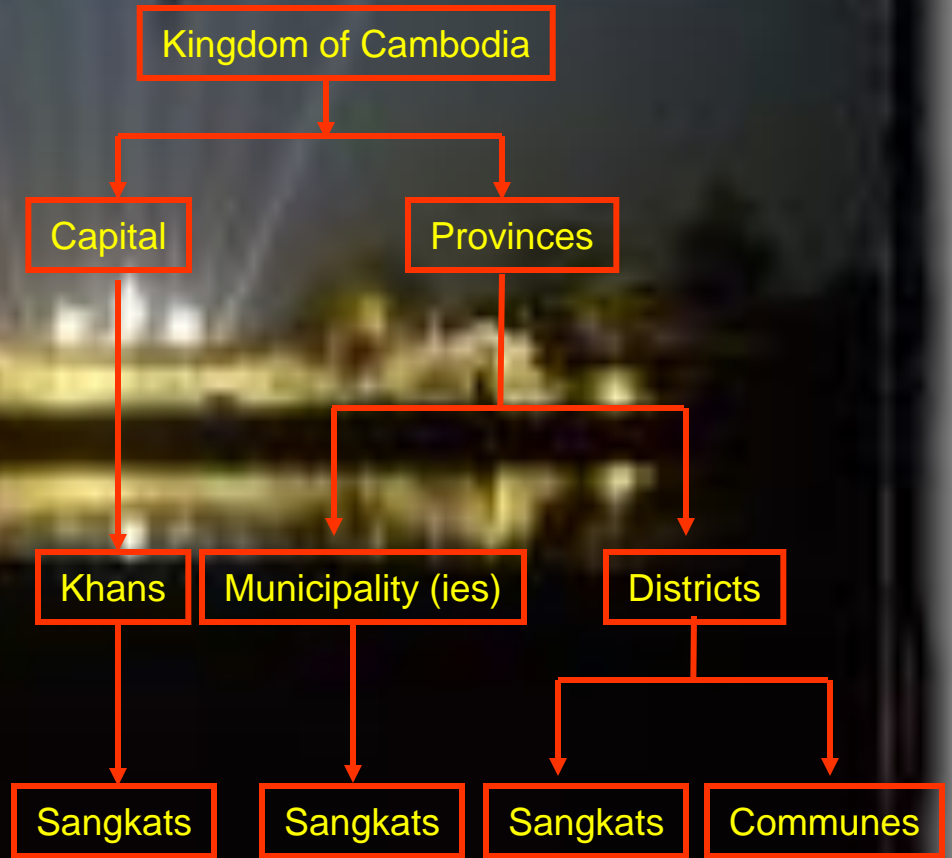 Kingdom of Cambodia
Capital
Provinces
Khans
Municipality (ies)
Districts
Sangkats
Sangkats
Sangkats
Communes